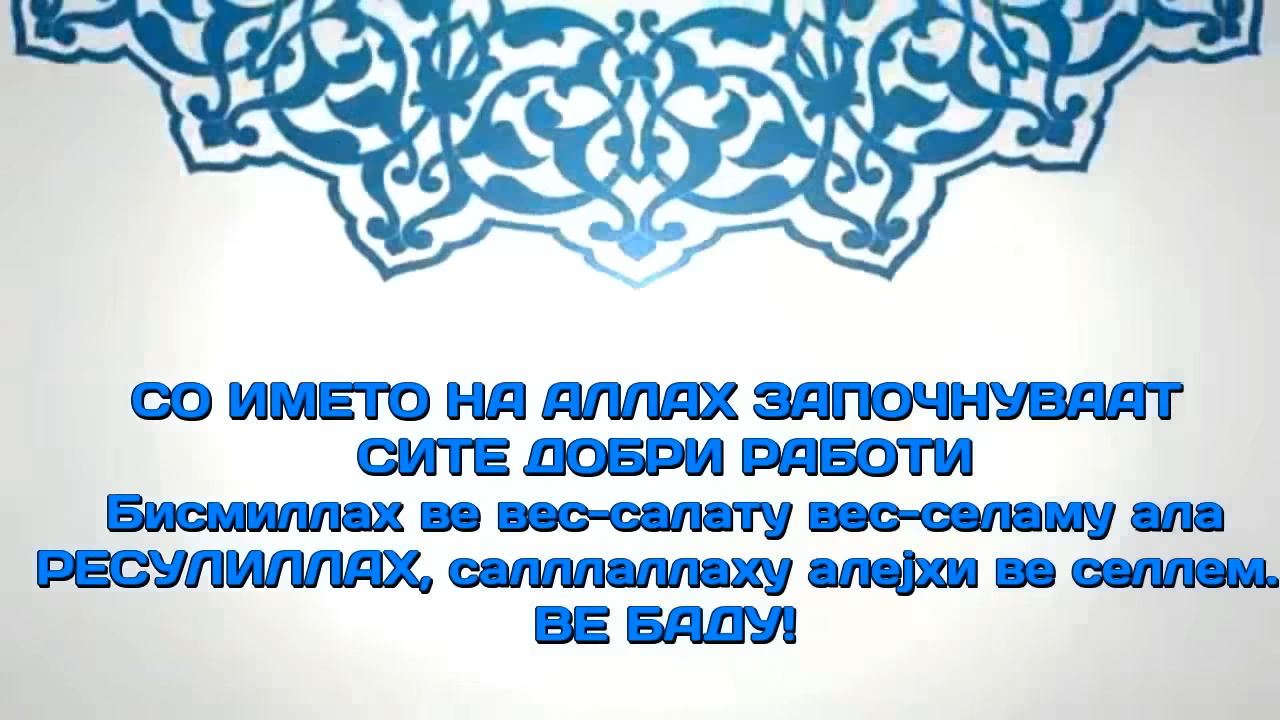 СО ИМЕТО НА АЛЛАХ ЗАПОЧНУВААТ
СИТЕ ДОБРИ РАБОТИ
Бисмиллах ве вес-салату вес-селаму ала
РЕСУЛИЛЛАХ, салллаллаху алејхи ве селлем.
ВЕ БАДУ!